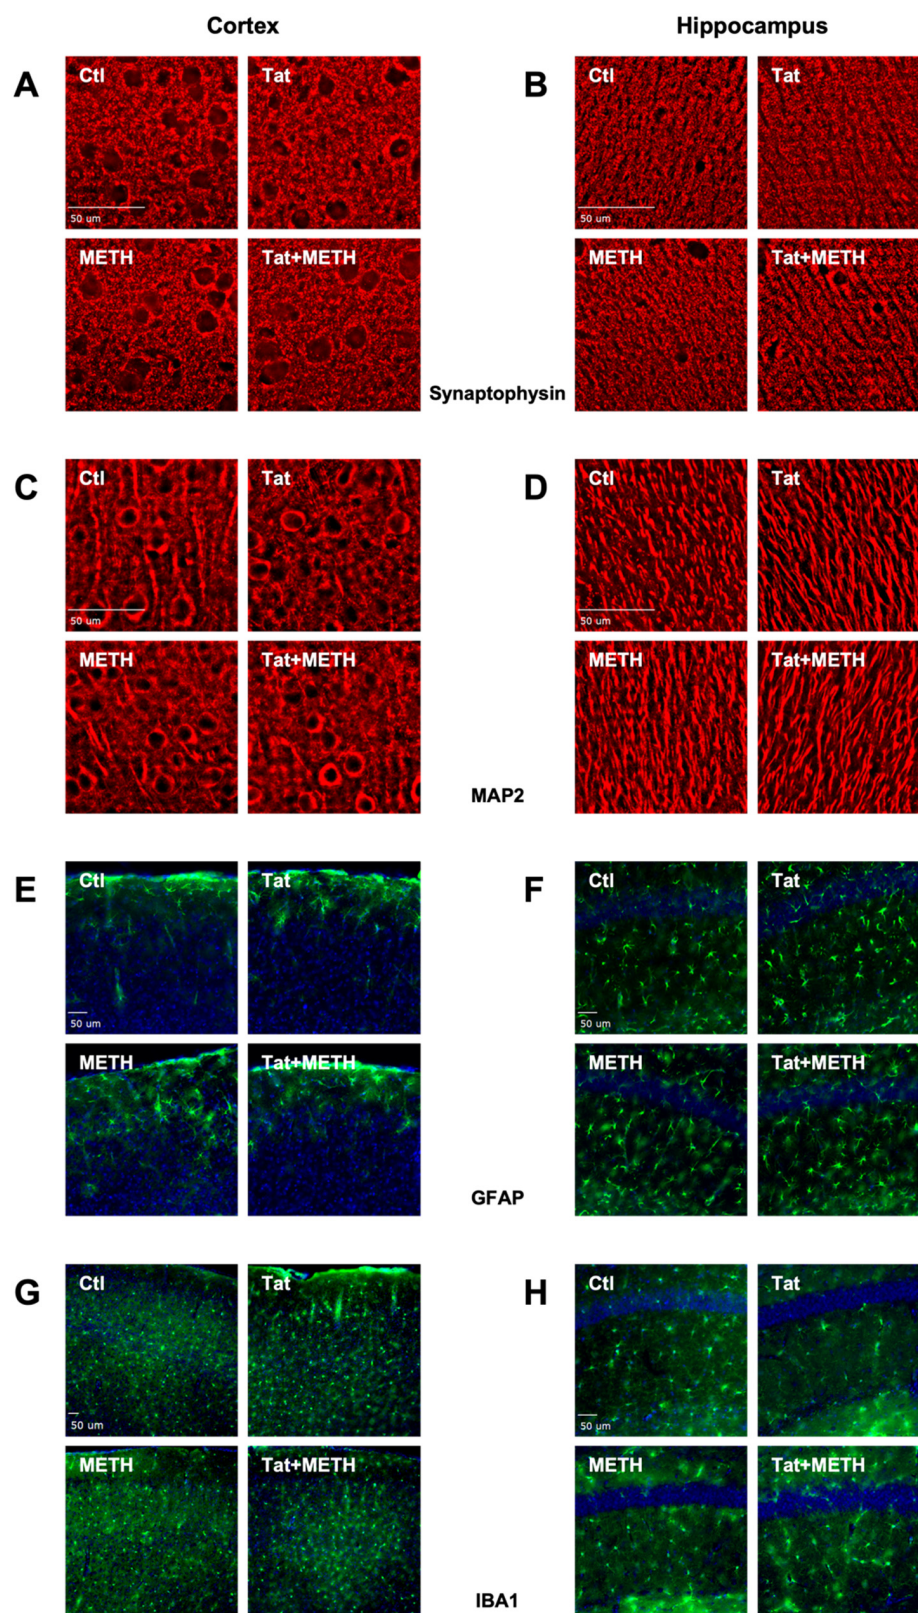 Cortex
Hippocampus
A
Ctl
Tat
50 um
METH
Tat+METH
B
Ctl
Tat
50 um
METH
Tat+METH
Synaptophysin
C
Ctl
Tat
50 um
METH
Tat+METH
D
Ctl
Tat
50 um
METH
Tat+METH
MAP2
E
Ctl
Tat
50 um
METH
Tat+METH
F
Ctl
Tat
50 um
METH
Tat+METH
GFAP
G
Ctl
Tat
50 um
METH
Tat+METH
H
Ctl
Tat
50 um
METH
Tat+METH
IBA1